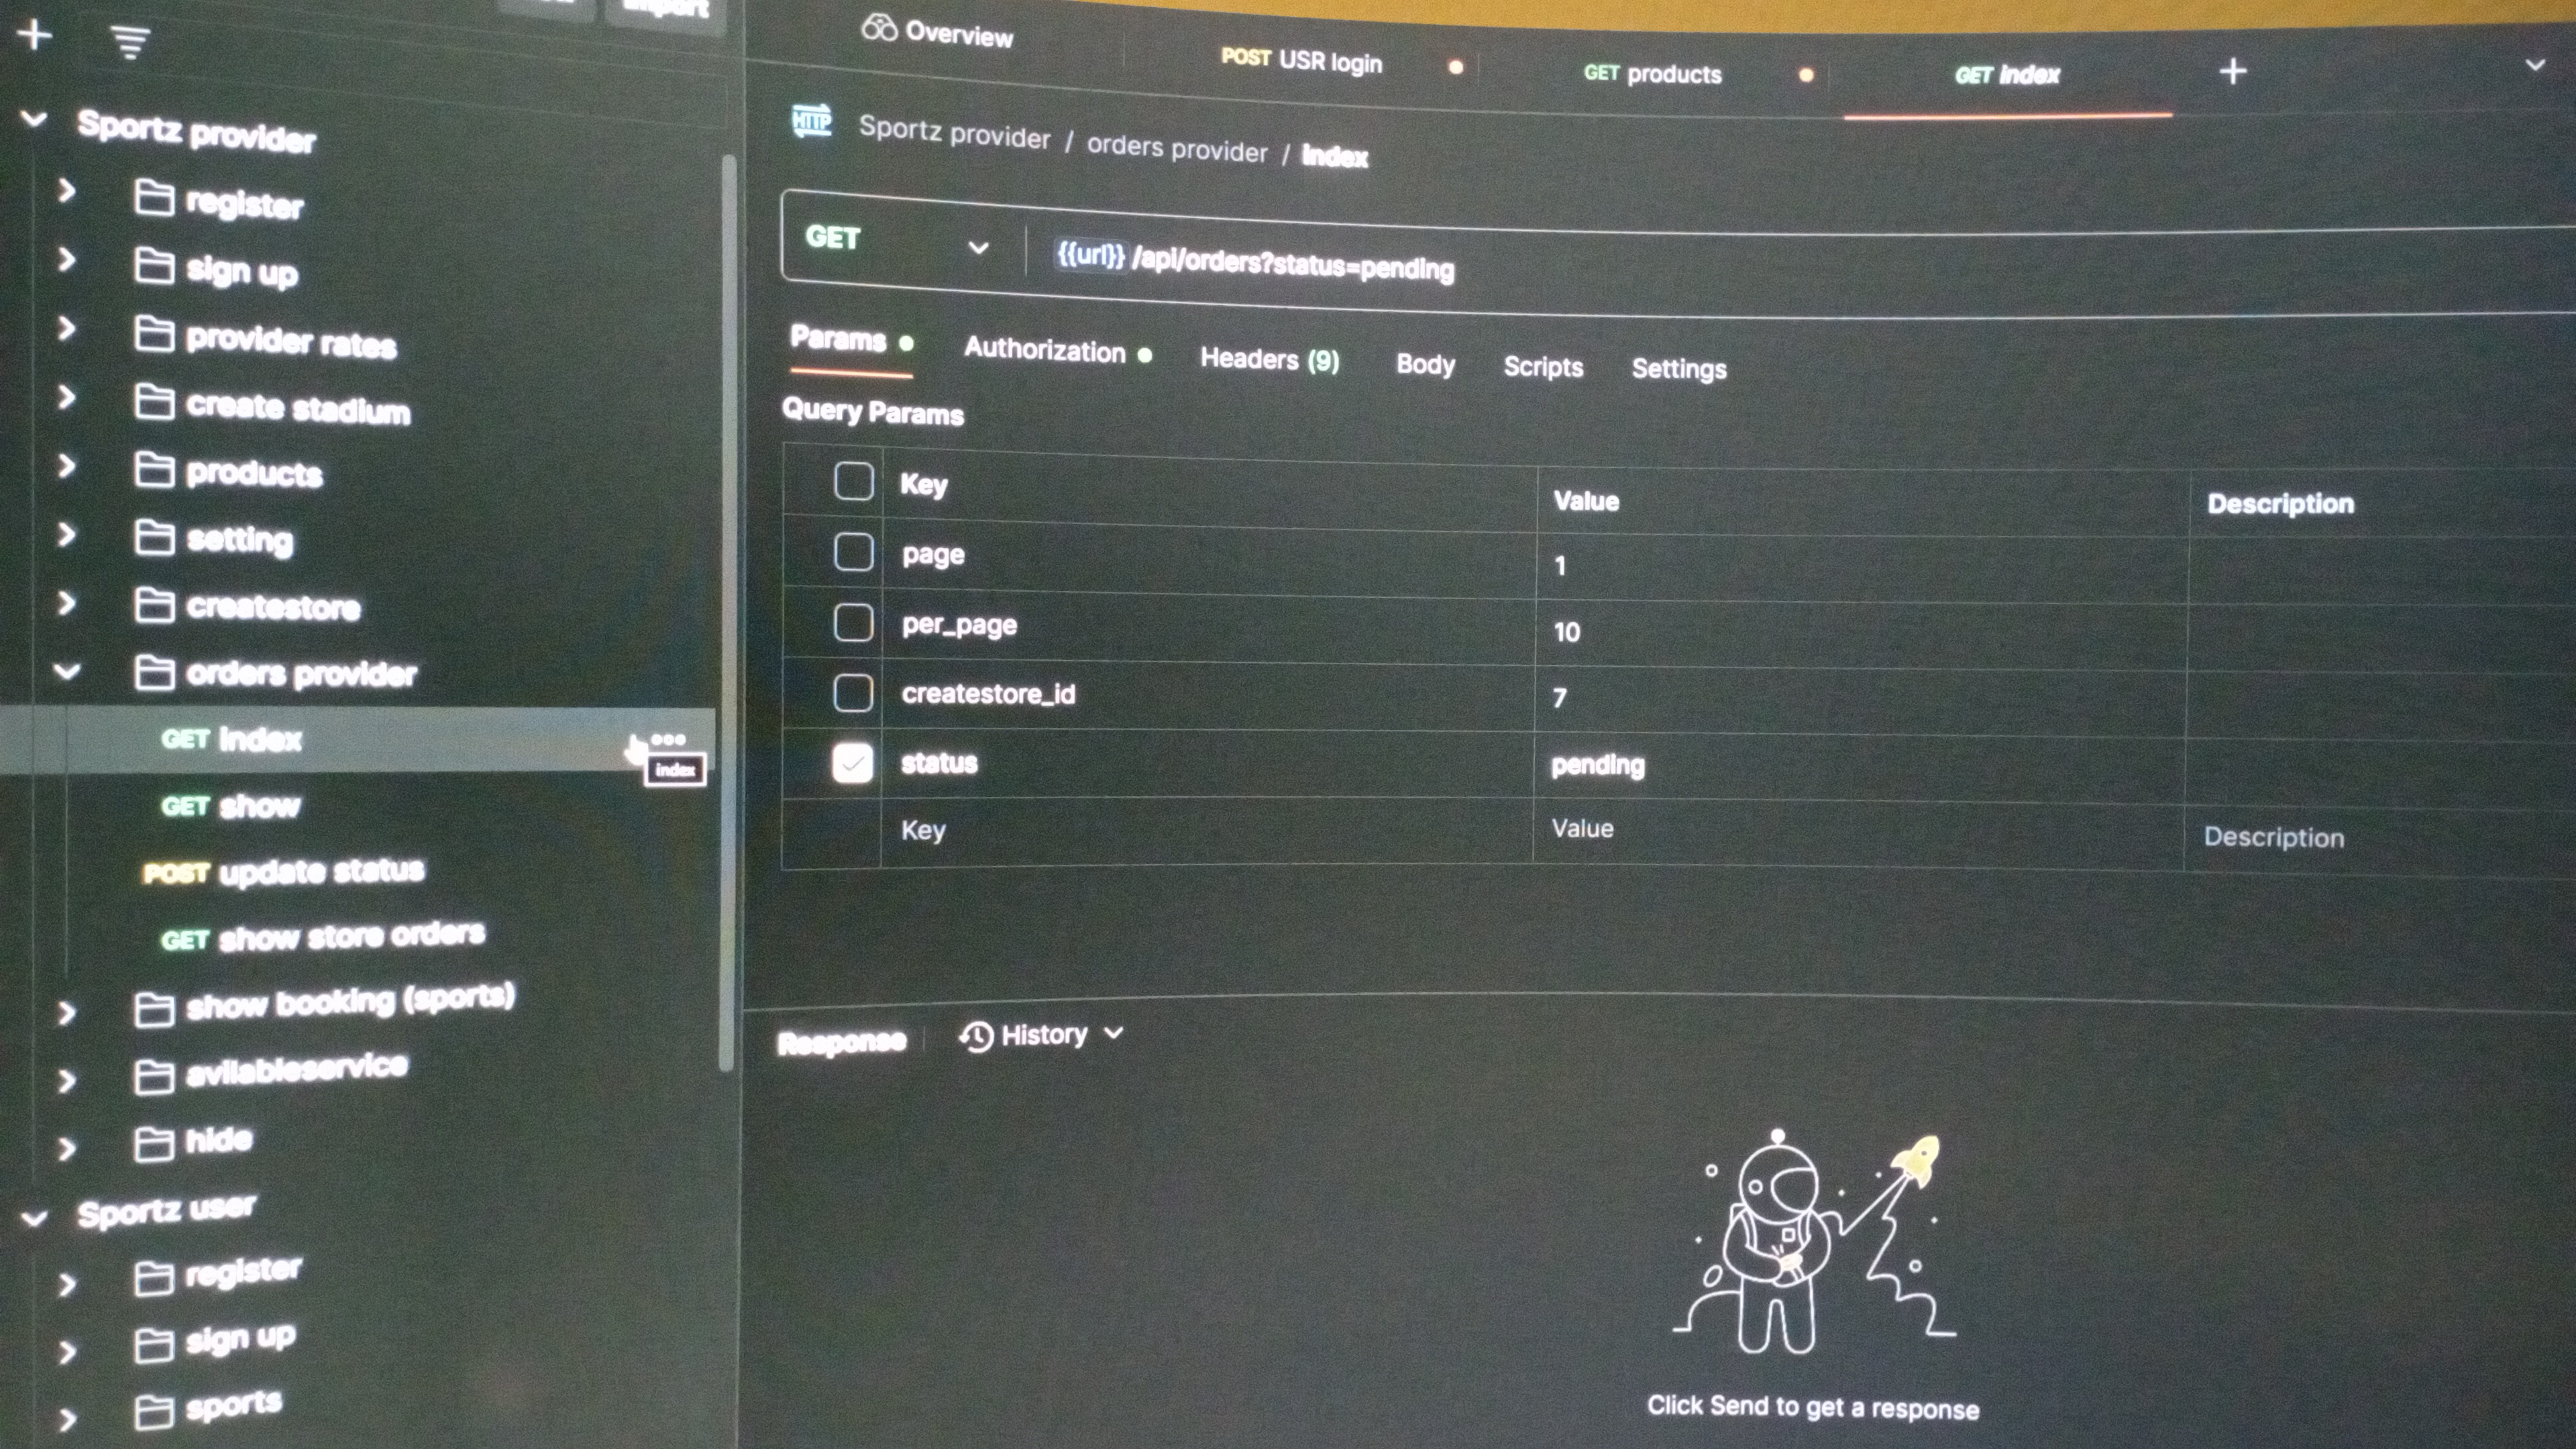 Import
Overview
POST USR login
GET products
GET index
Sportz provider
register
sign up
provider rates
create stadium
products
setting
createstore
orders provider
GET index
index
GET show
POST update status
GET show store orders
show booking (sports)
avilableservice
hide
Sportz user
register
sign up
sports
HTTP
Sportz provider / orders provider / index
GET {{url}} /api/orders?status=pending
Params Authorization Headers (9) Body Scripts Settings
Query Params
Key Value Description
page 1
per_page 10
createstore_id 7
status pending
Key Value Description
Response History
Click Send to get a response